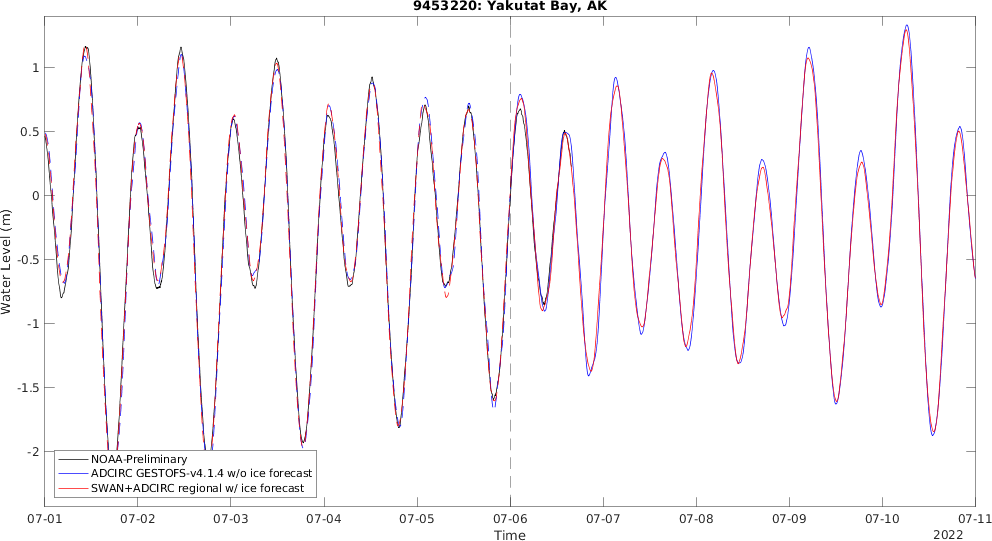 9453220: Yakutat Bay, AK
Water Level (m)
1
0.5
0
-0.5
-1
-1.5
-2
NOAA-Preliminary
ADCIRC GESTOFS-v4.1.4 w/o ice forecast
SWAN+ADCIRC regional w/ ice forecast
07-01 07-02 07-03 07-04 07-05 07-06 07-07 07-08 07-09 07-10 07-11
Time
2022